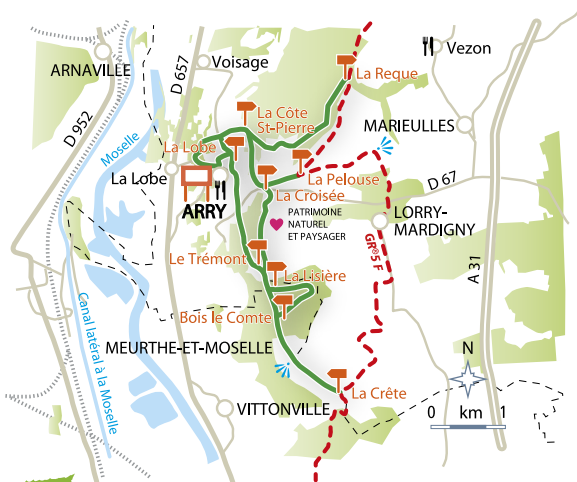 ARNAVILLE
D 657
Voisage
Vezon
La Reque
D 952
Moselle
La Côte
St-Pierre
MARIEULLES
La Lobe
La Lobe
La Pelouse
D 67
La Croisée
ARRY
PATRIMOINE
NATUREL
ET PAYSAGER
LORRY-
MARDIGNY
GR®5 F
Le Trémont
La Lisière
A 31
Canal latéral à la Moselle
Bois le Comte
MEURTHE-ET-MOSELLE
N
La Crête
VITTONVILLE
0 km 1